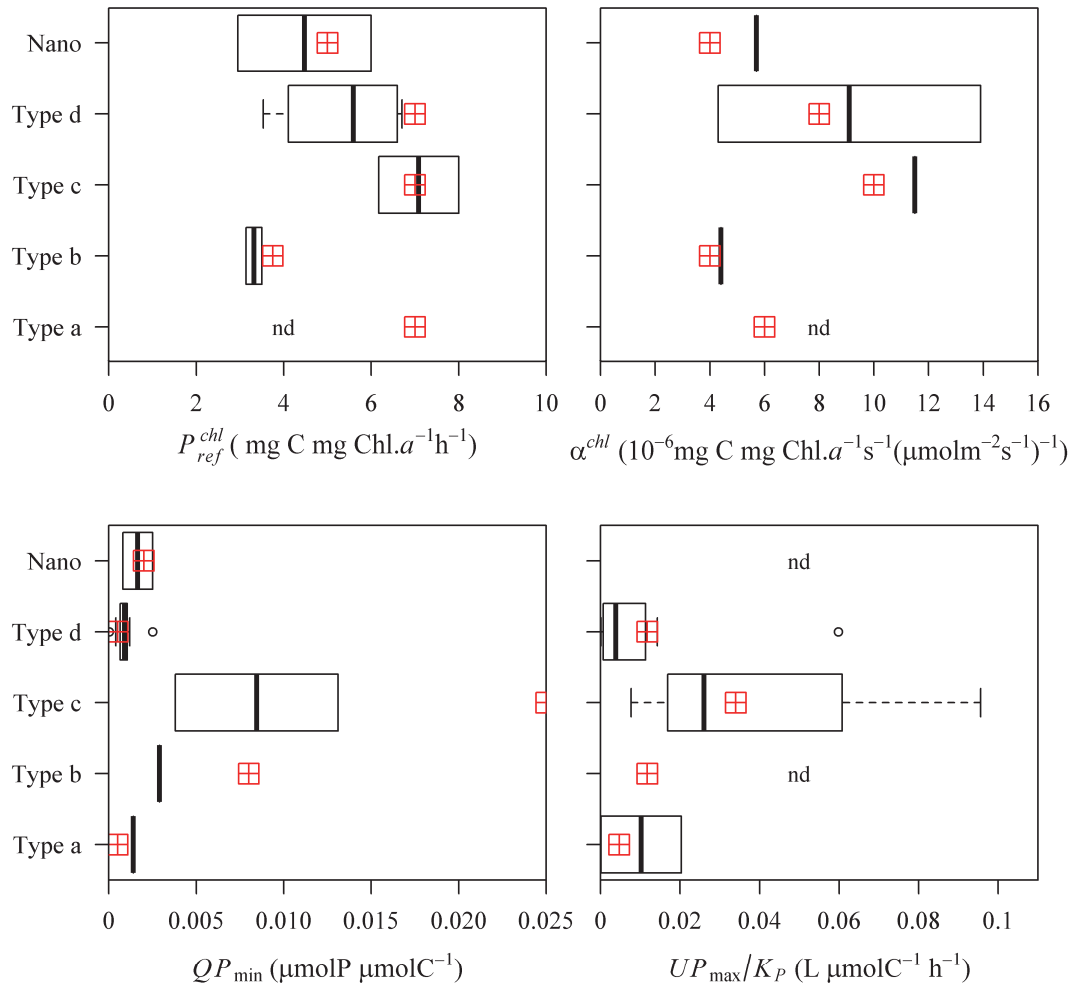 Nano
Type d
Type c
Type b
Type a
nd
nd
0 2 4 6 8 10
0 2 4 6 8 10 12 14 16
P_ref^chl ( mg C mg Chl.a⁻¹h⁻¹)
α^chl (10⁻⁶mg C mg Chl.a⁻¹s⁻¹(μmolm⁻²s⁻¹)⁻¹)
Nano
Type d
Type c
Type b
Type a
nd
nd
0 0.005 0.010 0.015 0.020 0.025
0 0.02 0.04 0.06 0.08 0.1
QP_min (μmolP μmolC⁻¹)
UP_max/K_P (L μmolC⁻¹ h⁻¹)